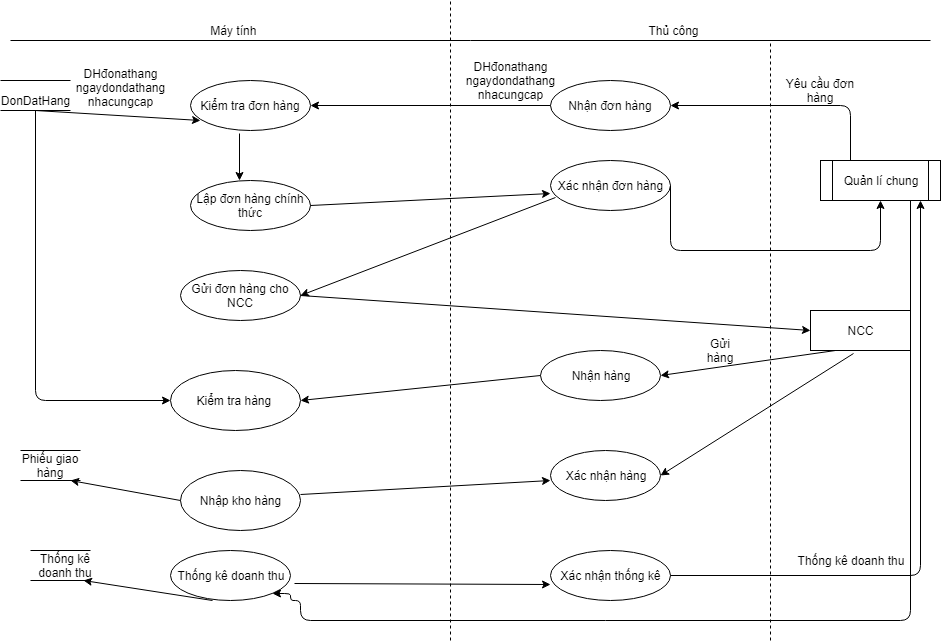 Máy tính
Thủ công
DHđonathang
ngaydondathang
nhacungcap
DHđonathang
ngaydondathang
nhacungcap
Yêu cầu đơn
hàng
DonDatHang
Kiểm tra đơn hàng
Nhận đơn hàng
Quản lí chung
Lập đơn hàng chính
thức
Xác nhận đơn hàng
Gửi đơn hàng cho
NCC
NCC
Gửi
hàng
Nhận hàng
Kiểm tra hàng
Phiếu giao
hàng
Nhập kho hàng
Xác nhận hàng
Thống kê
doanh thu
Thống kê doanh thu
Xác nhận thống kê
Thống kê doanh thu